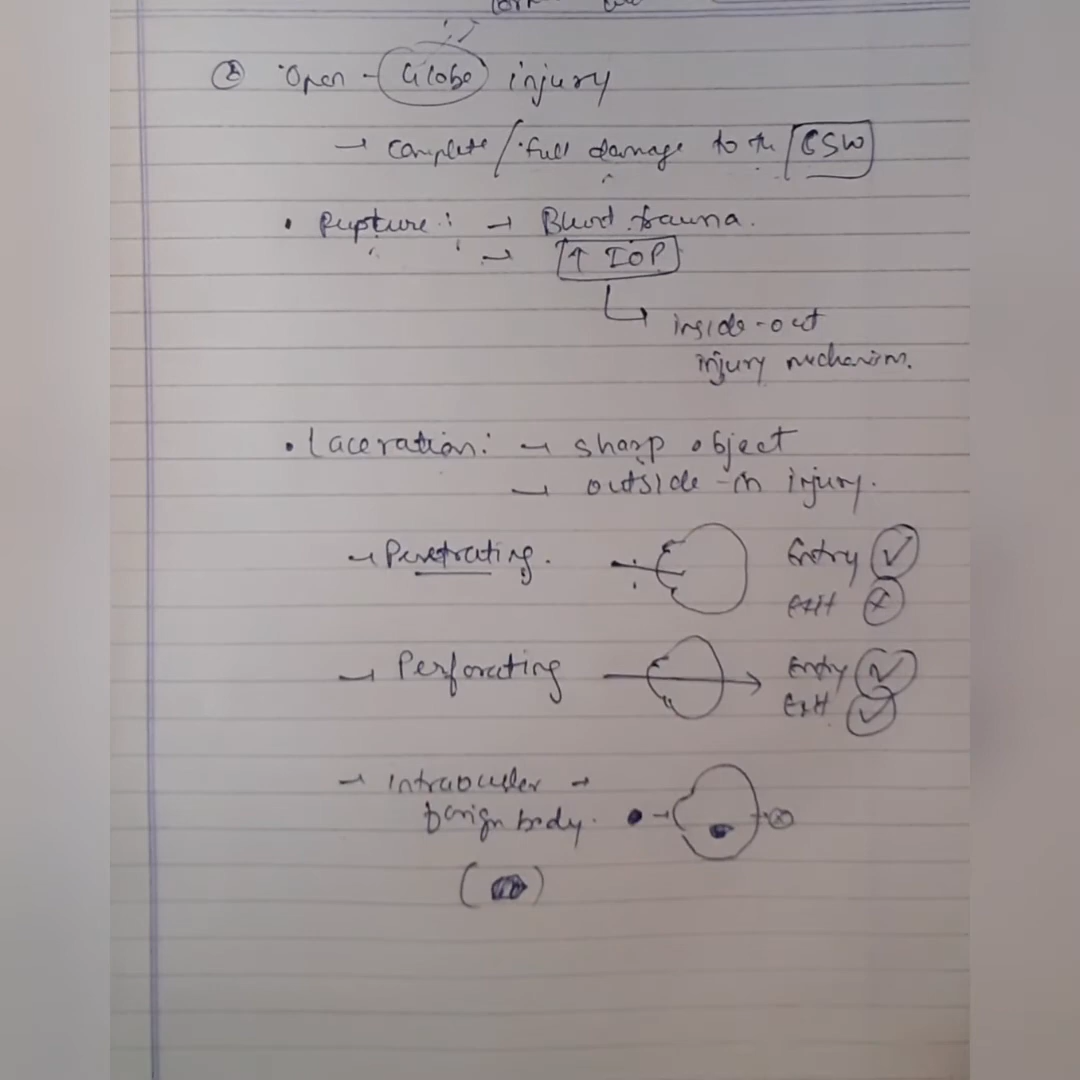 ② Open - Globe injury
→ complete / full damage to the CSW
• Rupture: → Blunt trauma.
→ ↑ IOP
inside-out
injury mechanism.
• Laceration: → sharp object
→ outside-in injury.
→ Penetrating. Entry ✓
Exit ×
→ Perforating Entry ✓
Exit ✓
→ Intraocular →
foreign body.